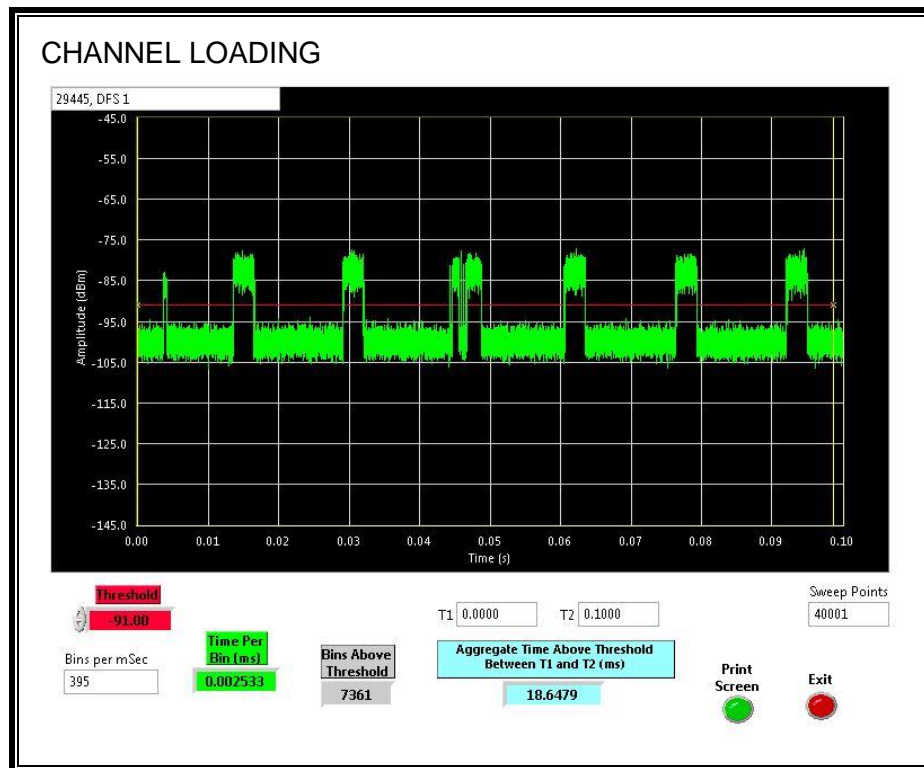 CHANNEL LOADING
29445, DFS 1
-45.0
-55.0
-65.0
-75.0
-85.0
-95.0
-105.0
-115.0
-125.0
-135.0
-145.0
Amplitude (dBm)
0.00 0.01 0.02 0.03 0.04 0.05 0.06 0.07 0.08 0.09 0.10
Time (s)
Threshold
-91.00
T1 0.0000 T2 0.1000
Sweep Points
40001
Bins per mSec
395
Time Per
Bin (ms)
0.002533
Bins Above
Threshold
7361
Aggregate Time Above Threshold
Between T1 and T2 (ms)
18.6479
Print
Screen
Exit